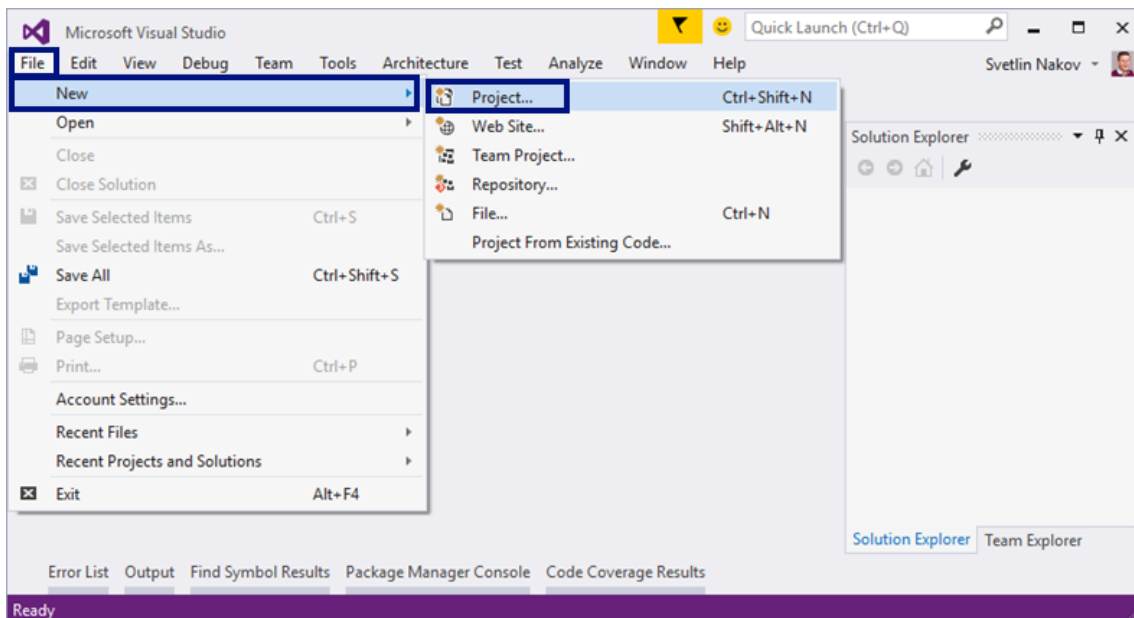 Microsoft Visual Studio
Quick Launch (Ctrl+Q)
File Edit View Debug Team Tools Architecture Test Analyze Window Help
Svetlin Nakov
New
Open
Close
Close Solution
Save Selected Items Ctrl+S
Save Selected Items As...
Save All Ctrl+Shift+S
Export Template...
Page Setup...
Print... Ctrl+P
Account Settings...
Recent Files
Recent Projects and Solutions
Exit Alt+F4
Project... Ctrl+Shift+N
Web Site... Shift+Alt+N
Team Project...
Repository...
File... Ctrl+N
Project From Existing Code...
Solution Explorer
Solution Explorer Team Explorer
Error List Output Find Symbol Results Package Manager Console Code Coverage Results
Ready